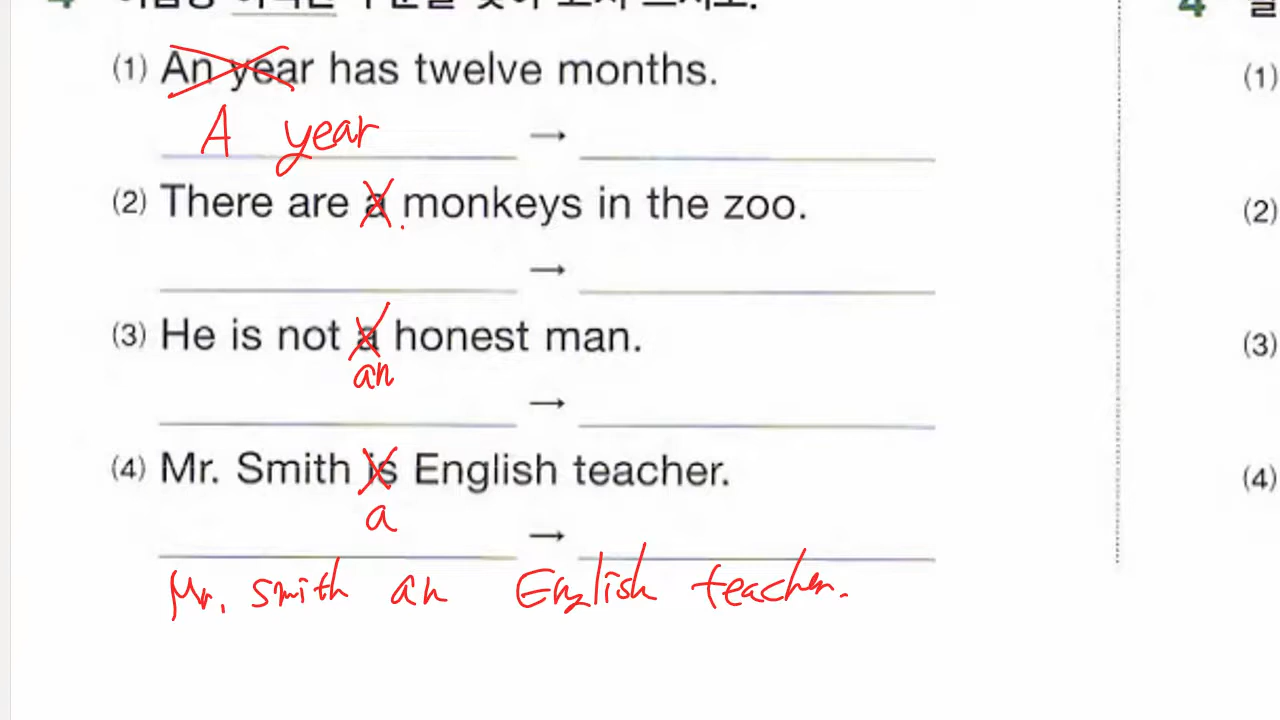 (1) An year has twelve months.
A year →
(2) There are a monkeys in the zoo.
→
(3) He is not a honest man.
an
→
(4) Mr. Smith is English teacher.
a
→
Mr. smith an English teacher.
4
(1)
(2)
(3)
(4)